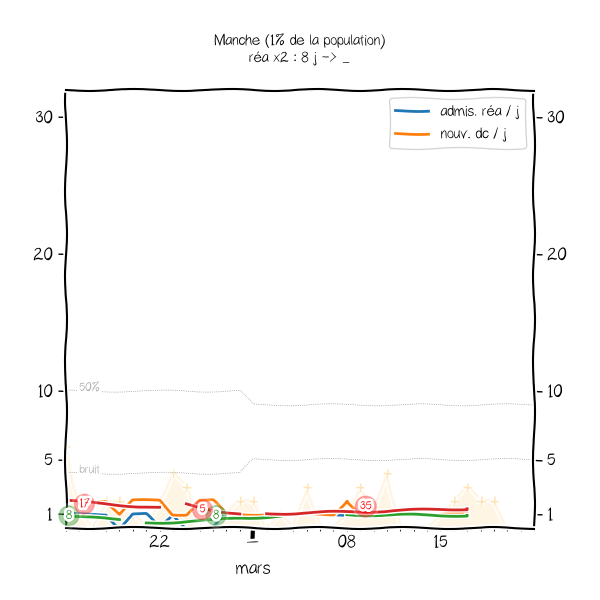 Manche (1% de la population)
réa x2 : 8 j -> _
admis. réa / j
nouv. dc / j
30 30
20 20
10 10
50%
5 5
bruit
17 5 35
8 8
1 1
22 1 08 15
mars